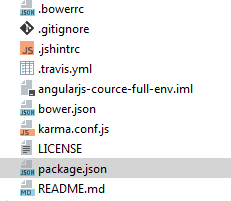 .bowerrc
.gitignore
.jshintrc
.travis.yml
angularjs-cource-full-env.iml
bower.json
karma.conf.js
LICENSE
package.json
README.md